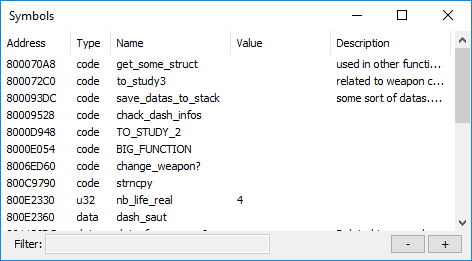 Symbols
Address Type Name Value Description
800070A8 code get_some_struct used in other functi...
800072C0 code to_study3 related to weapon c...
800093DC code save_datas_to_stack some sort of datas....
80009528 code chack_dash_infos
8000D948 code TO_STUDY_2
8000E054 code BIG_FUNCTION
8006ED60 code change_weapon?
800C9790 code strncpy
800E2330 u32 nb_life_real 4
800E2360 data dash_saut
Filter: - +